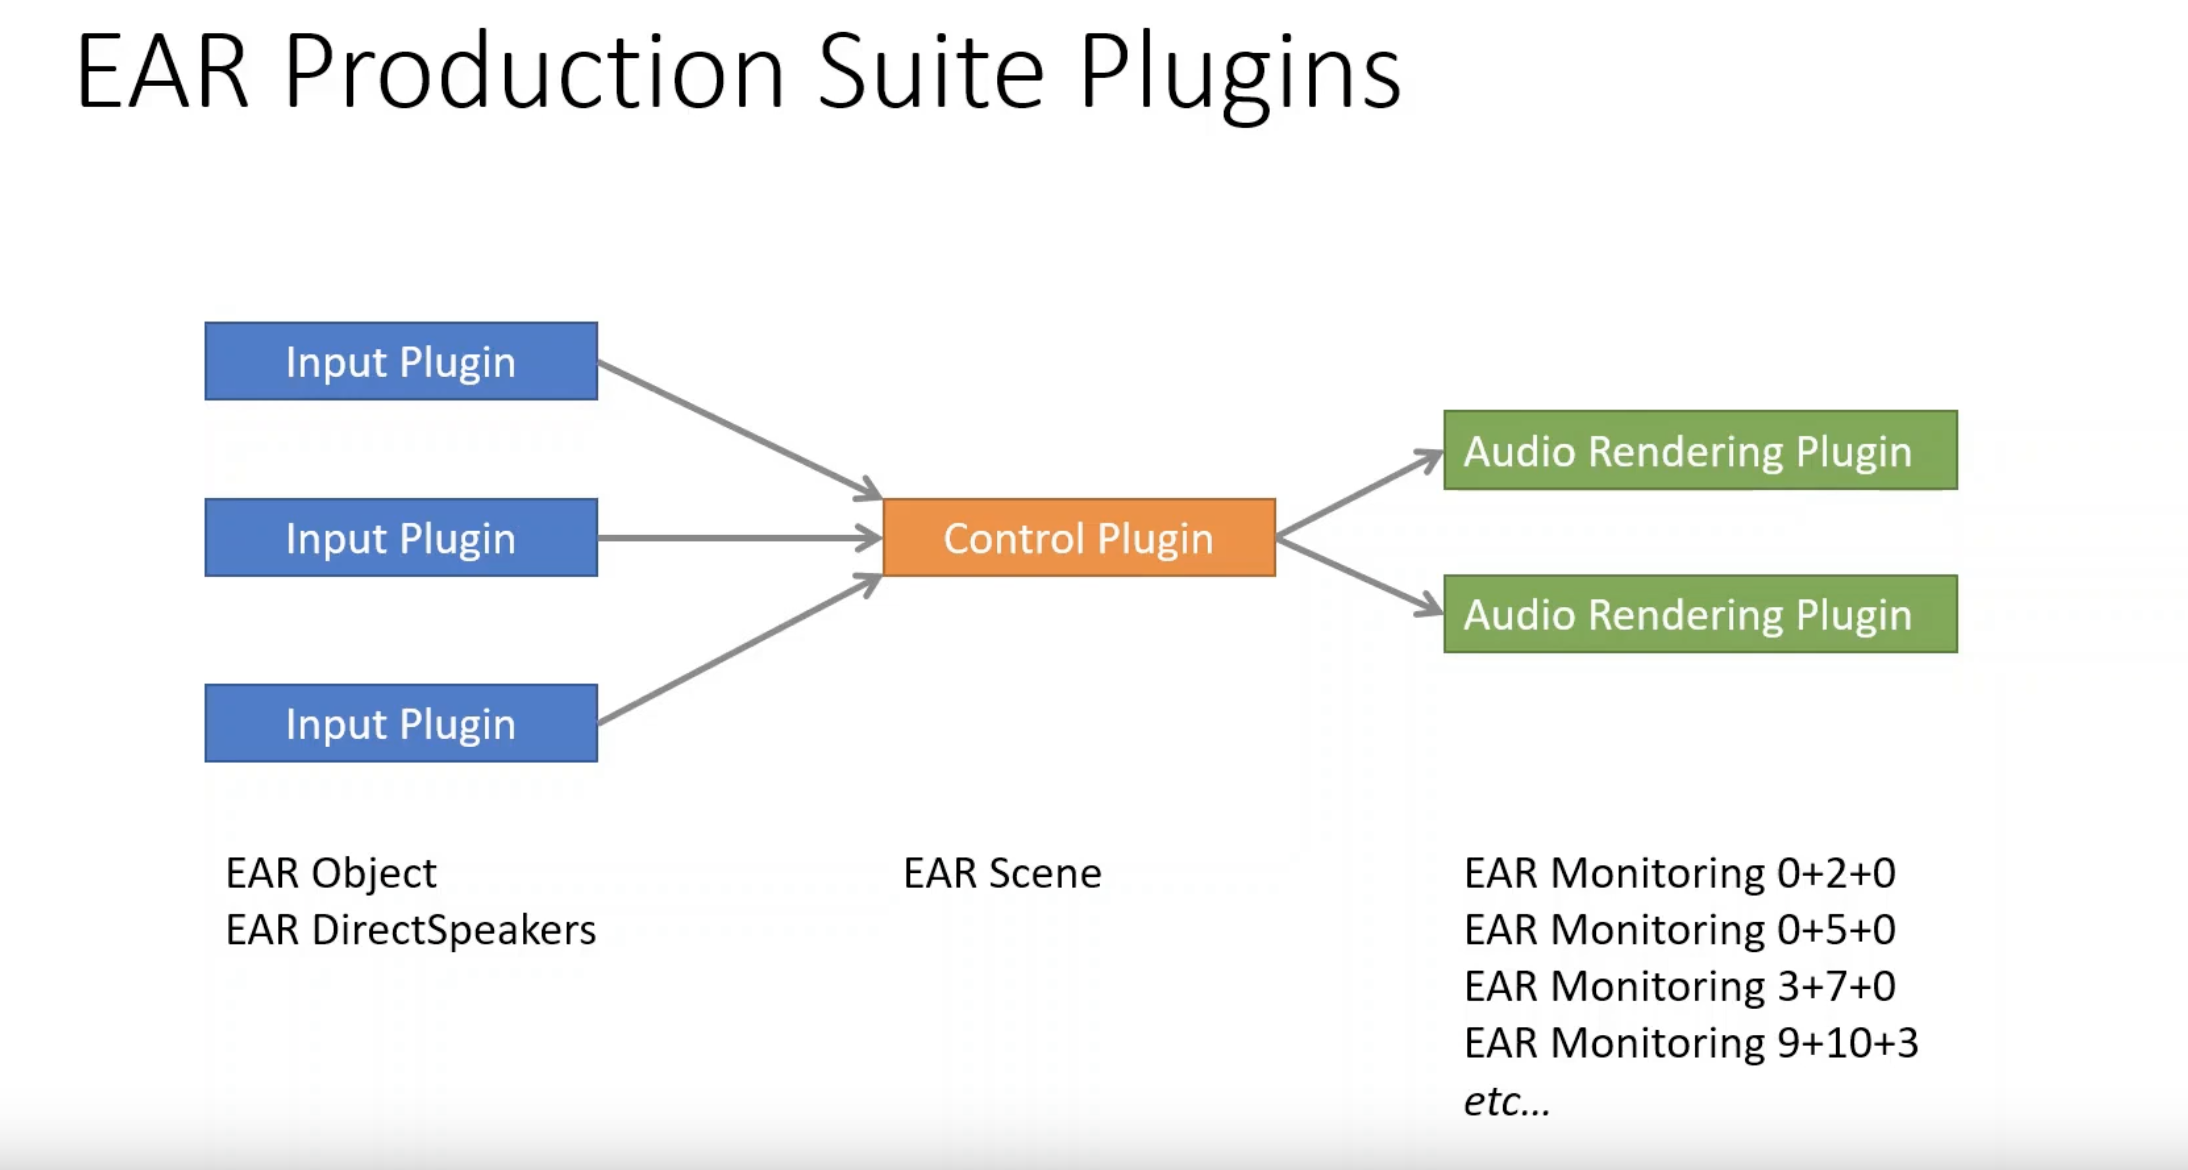 EAR Production Suite Plugins
Input Plugin
Input Plugin
Input Plugin
Control Plugin
Audio Rendering Plugin
Audio Rendering Plugin
EAR Object
EAR DirectSpeakers
EAR Scene
EAR Monitoring 0+2+0
EAR Monitoring 0+5+0
EAR Monitoring 3+7+0
EAR Monitoring 9+10+3
etc...